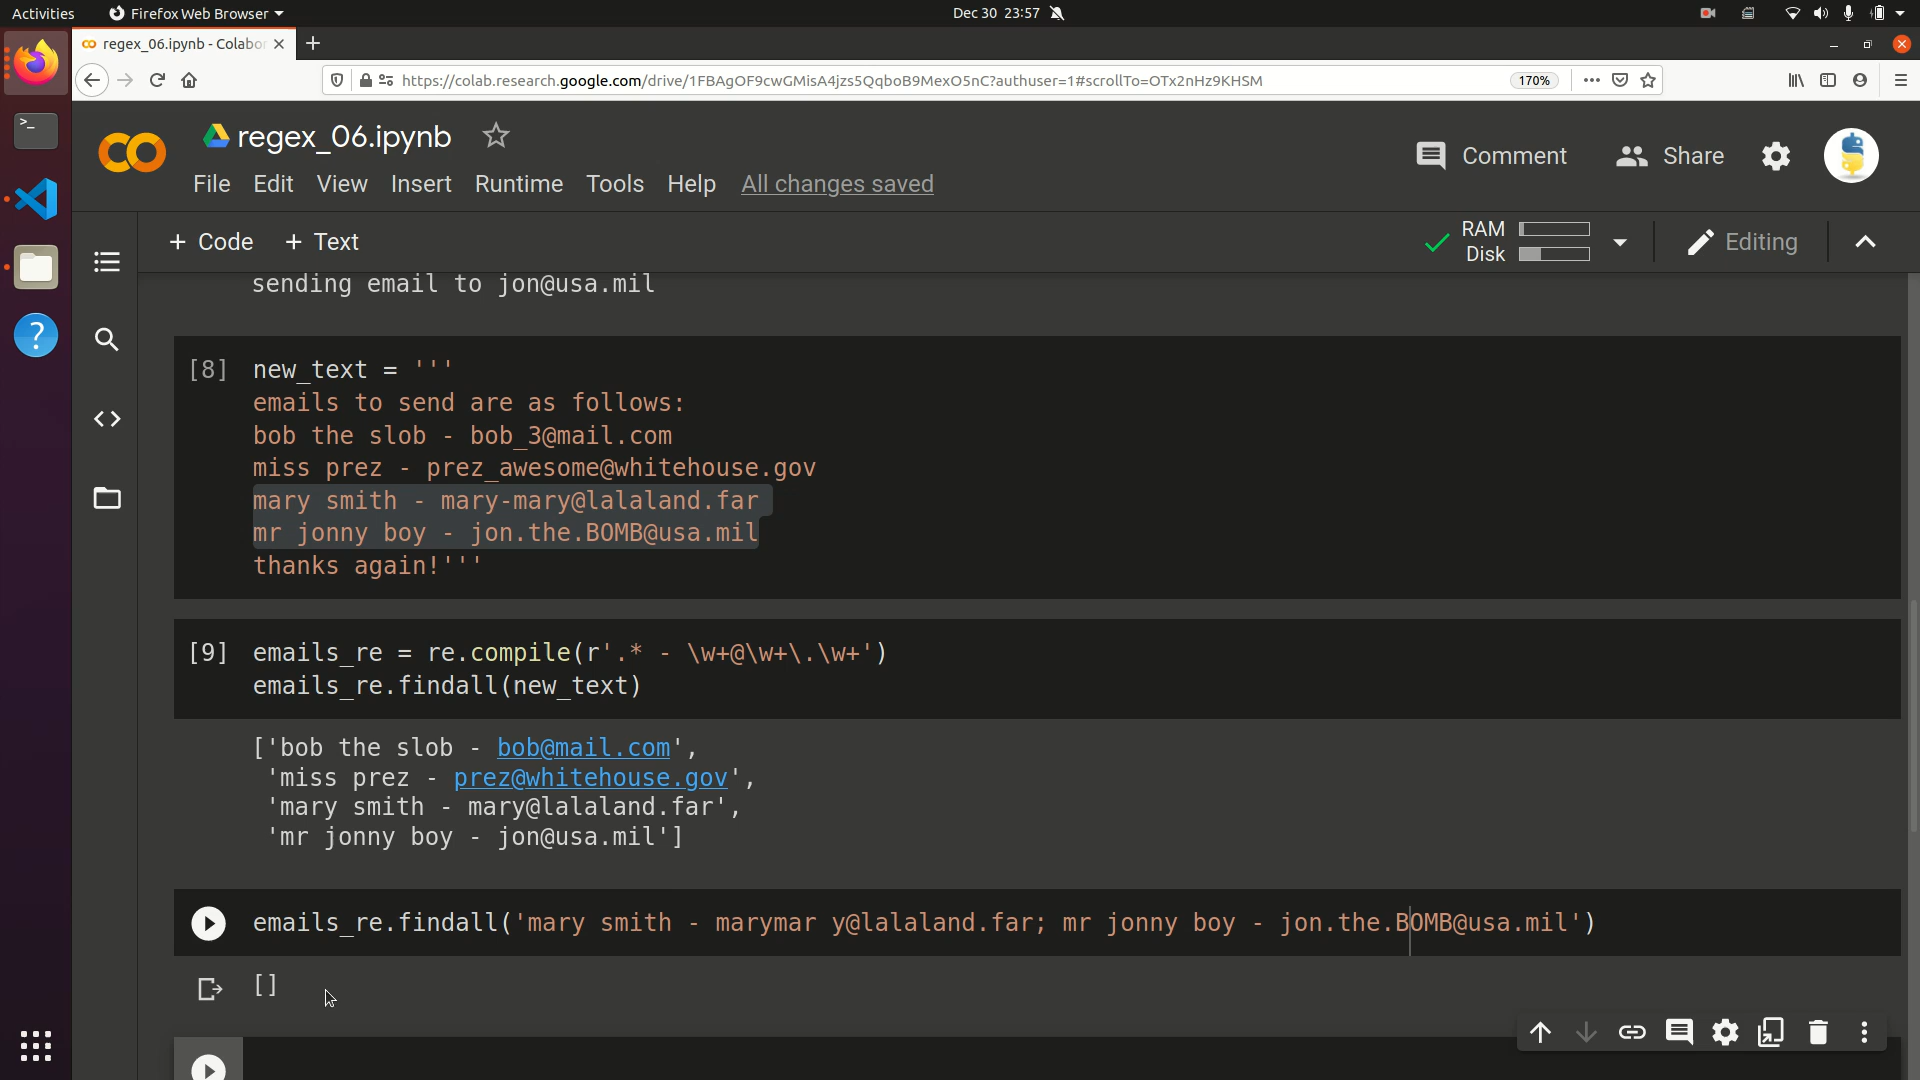 Activities
Firefox Web Browser
Dec 30 23:57
regex_06.ipynb - Colabor
https://colab.research.google.com/drive/1FBAgOF9cwGMisA4jzs5QqboB9MexO5nC?authuser=1#scrollTo=OTx2nHz9KHSM
170%
regex_06.ipynb
Comment
Share
File Edit View Insert Runtime Tools Help All changes saved
+ Code + Text
RAM
Disk
Editing
sending email to jon@usa.mil
[8] new_text = '''
emails to send are as follows:
bob the slob - bob_3@mail.com
miss prez - prez_awesome@whitehouse.gov
mary smith - mary-mary@lalaland.far
mr jonny boy - jon.the.BOMB@usa.mil
thanks again!'''
[9] emails_re = re.compile(r'.* - \w+@\w+\.\w+')
emails_re.findall(new_text)
['bob the slob - bob@mail.com',
'miss prez - prez@whitehouse.gov',
'mary smith - mary@lalaland.far',
'mr jonny boy - jon@usa.mil']
emails_re.findall('mary smith - marymar y@lalaland.far; mr jonny boy - jon.the.BOMB@usa.mil')
[]